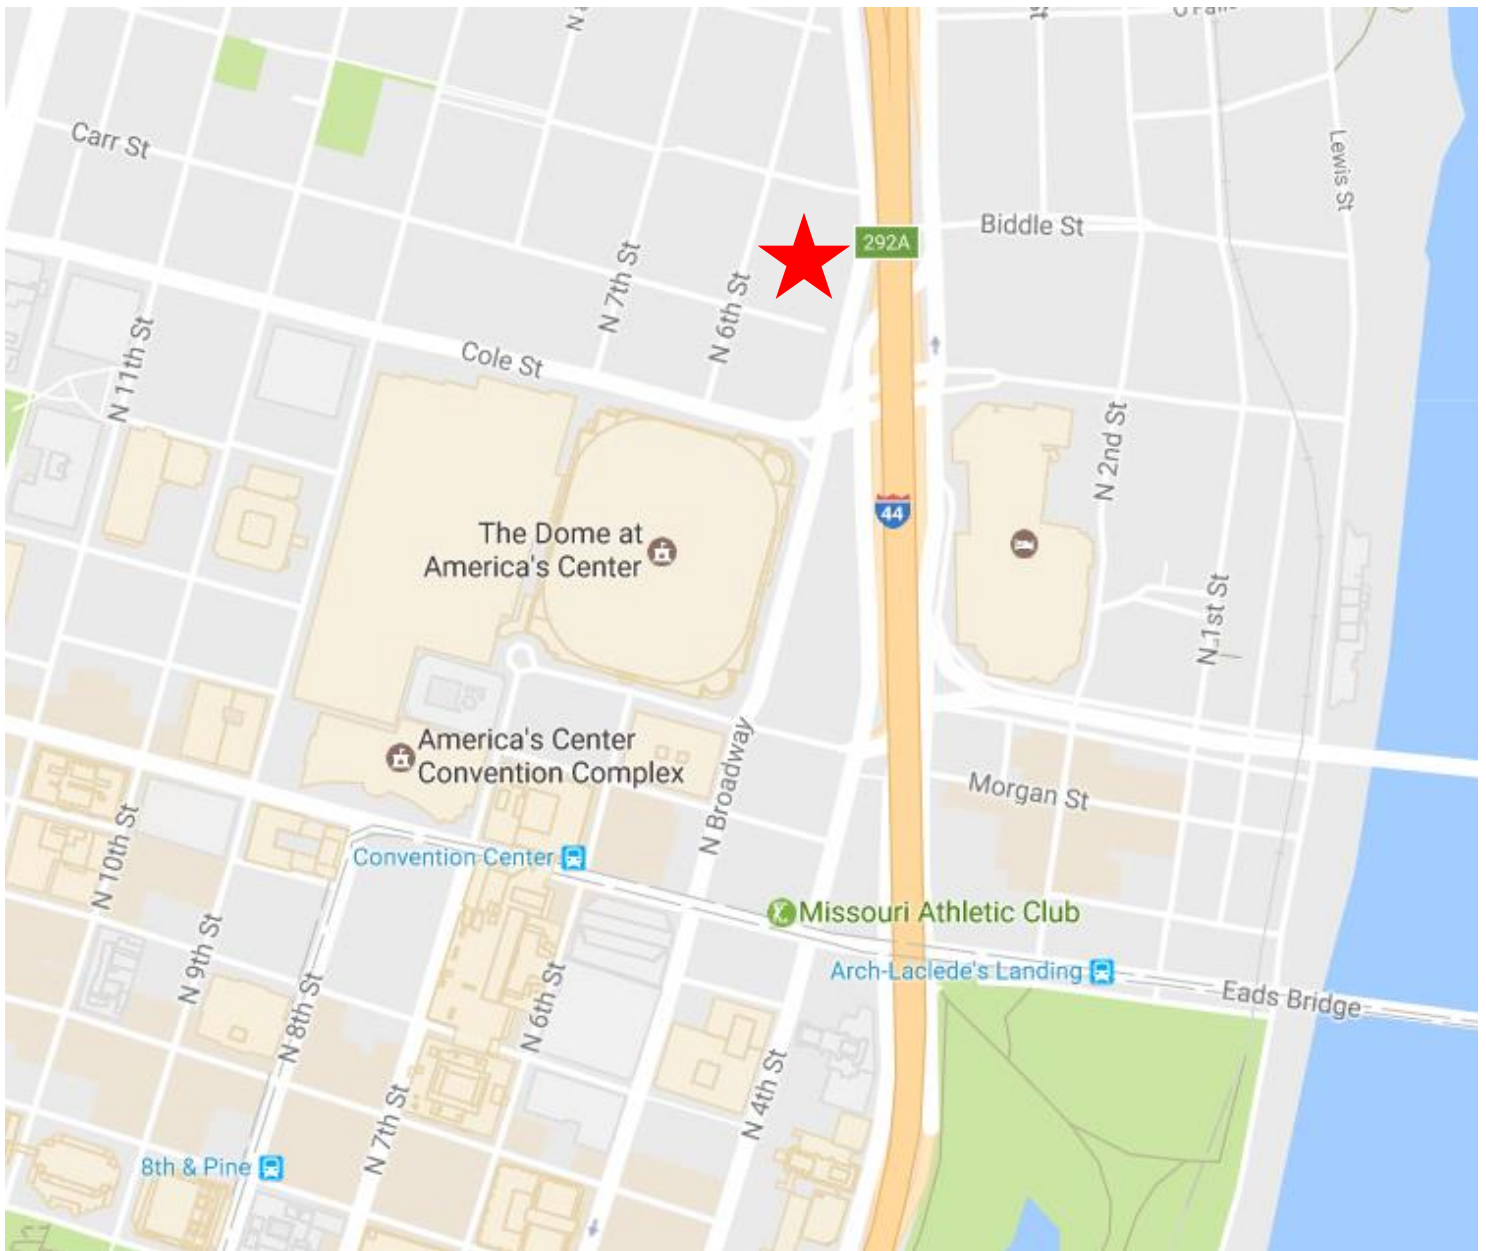 Carr St
Lewis St
Biddle St
292A
N 7th St
N 6th St
N 11th St
Cole St
N 2nd St
44
The Dome at
America's Center
N 1st St
America's Center
Convention Complex
N Broadway
Morgan St
N 10th St
Convention Center
Missouri Athletic Club
N 9th St
Arch-Laclede's Landing
Eads Bridge
N 8th St
N 6th St
N 4th St
N 7th St
8th & Pine